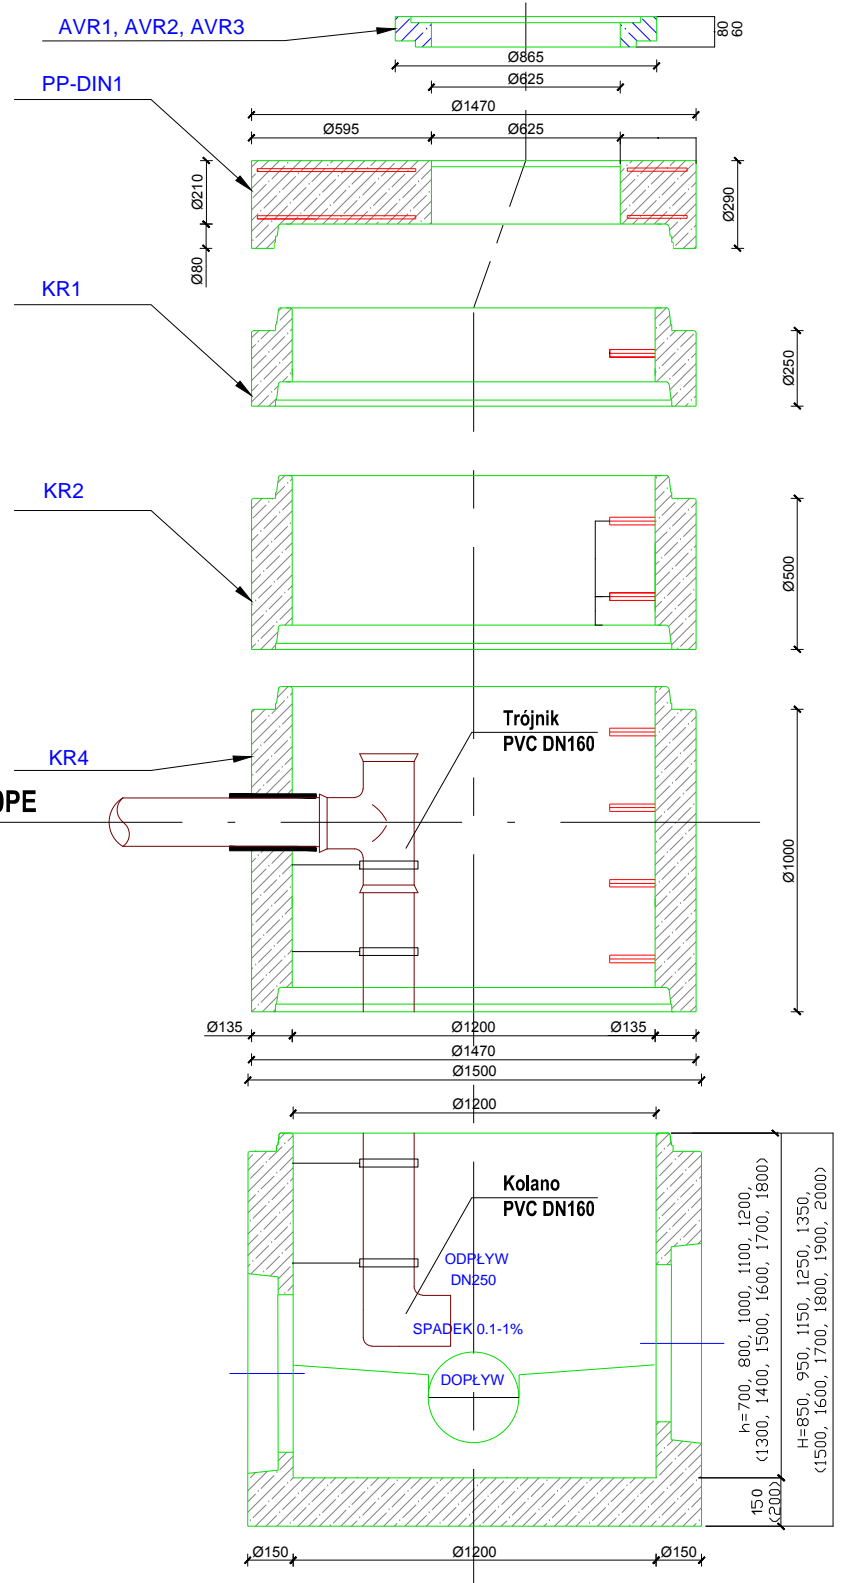 AVR1, AVR2, AVR3
80
60
Ø865
PP-DIN1
Ø625
Ø1470
Ø595
Ø625
Ø210
Ø290
Ø80
KR1
Ø250
KR2
Ø500
Trójnik
PVC DN160
KR4
OPE
Ø1000
Ø135
Ø1200
Ø135
Ø1470
Ø1500
Ø1200
Kolano
PVC DN160
ODPŁYW
DN250
SPADEK 0.1-1%
DOPŁYW
h=700, 800, 1000, 1100, 1200,
(1300, 1400, 1500, 1600, 1700, 1800)
H=850, 950, 1150, 1250, 1350,
(1500, 1600, 1700, 1800, 1900, 2000)
150
(200)
Ø150
Ø1200
Ø150